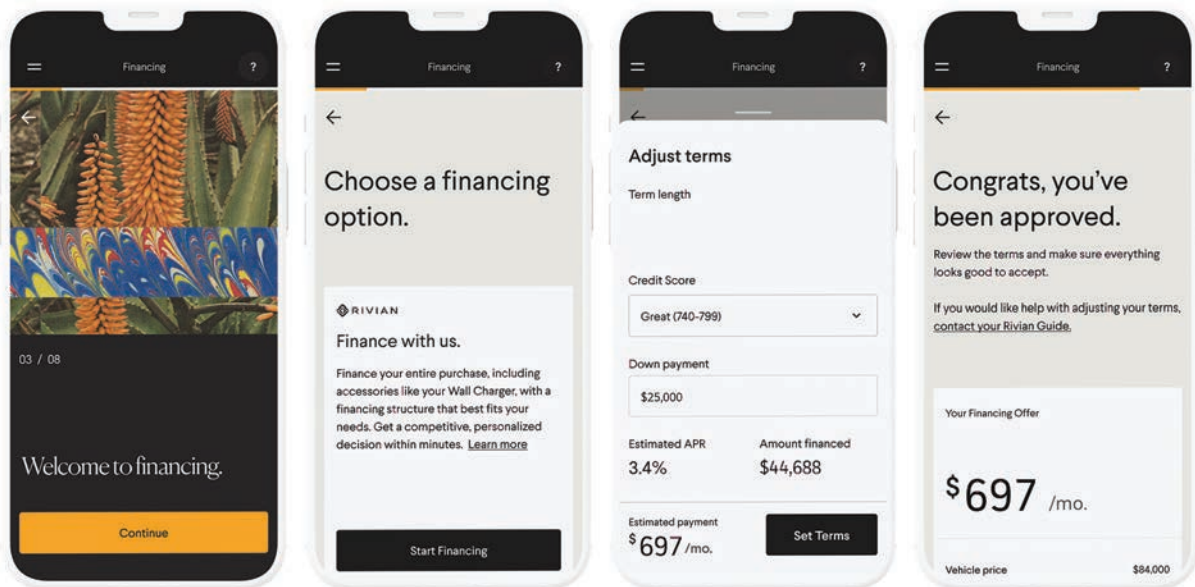 Financing
?
03 / 08
Welcome to financing.
Continue
Financing
?
Choose a financing
option.
RIVIAN
Finance with us.
Finance your entire purchase, including
accessories like your Wall Charger, with a
financing structure that best fits your
needs. Get a competitive, personalized
decision within minutes. Learn more
Start Financing
Financing
?
Adjust terms
Term length
Credit Score
Great (740-799)
Down payment
$25,000
Estimated APR
Amount financed
3.4%
$44,688
Estimated payment
$697/mo.
Set Terms
Financing
?
Congrats, you’ve
been approved.
Review the terms and make sure everything
looks good to accept.
If you would like help with adjusting your terms,
contact your Rivian Guide.
Your Financing Offer
$697 /mo.
Vehicle price
$84,000